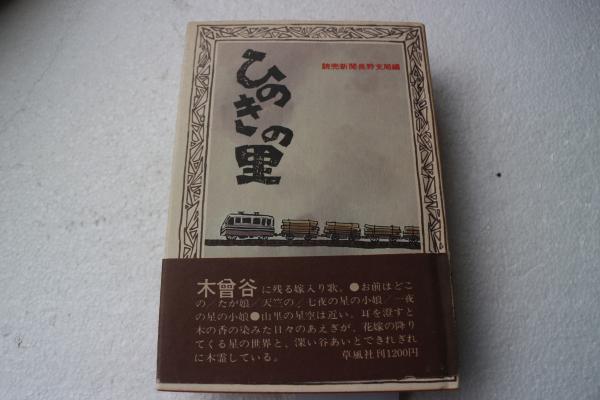 読売新聞長野支局編
ひのきの里
木曾谷に残る嫁入り歌。●お前はどこ
の／たが娘／天竺の／七夜の星の小娘／一夜
の星の小娘●山里の星空は近い。耳を澄すと
木の香の染みた日々のあえぎが、花嫁の降り
てくる星の世界と、深い谷あいとできれぎれ
に木霊している。
草風社刊1200円